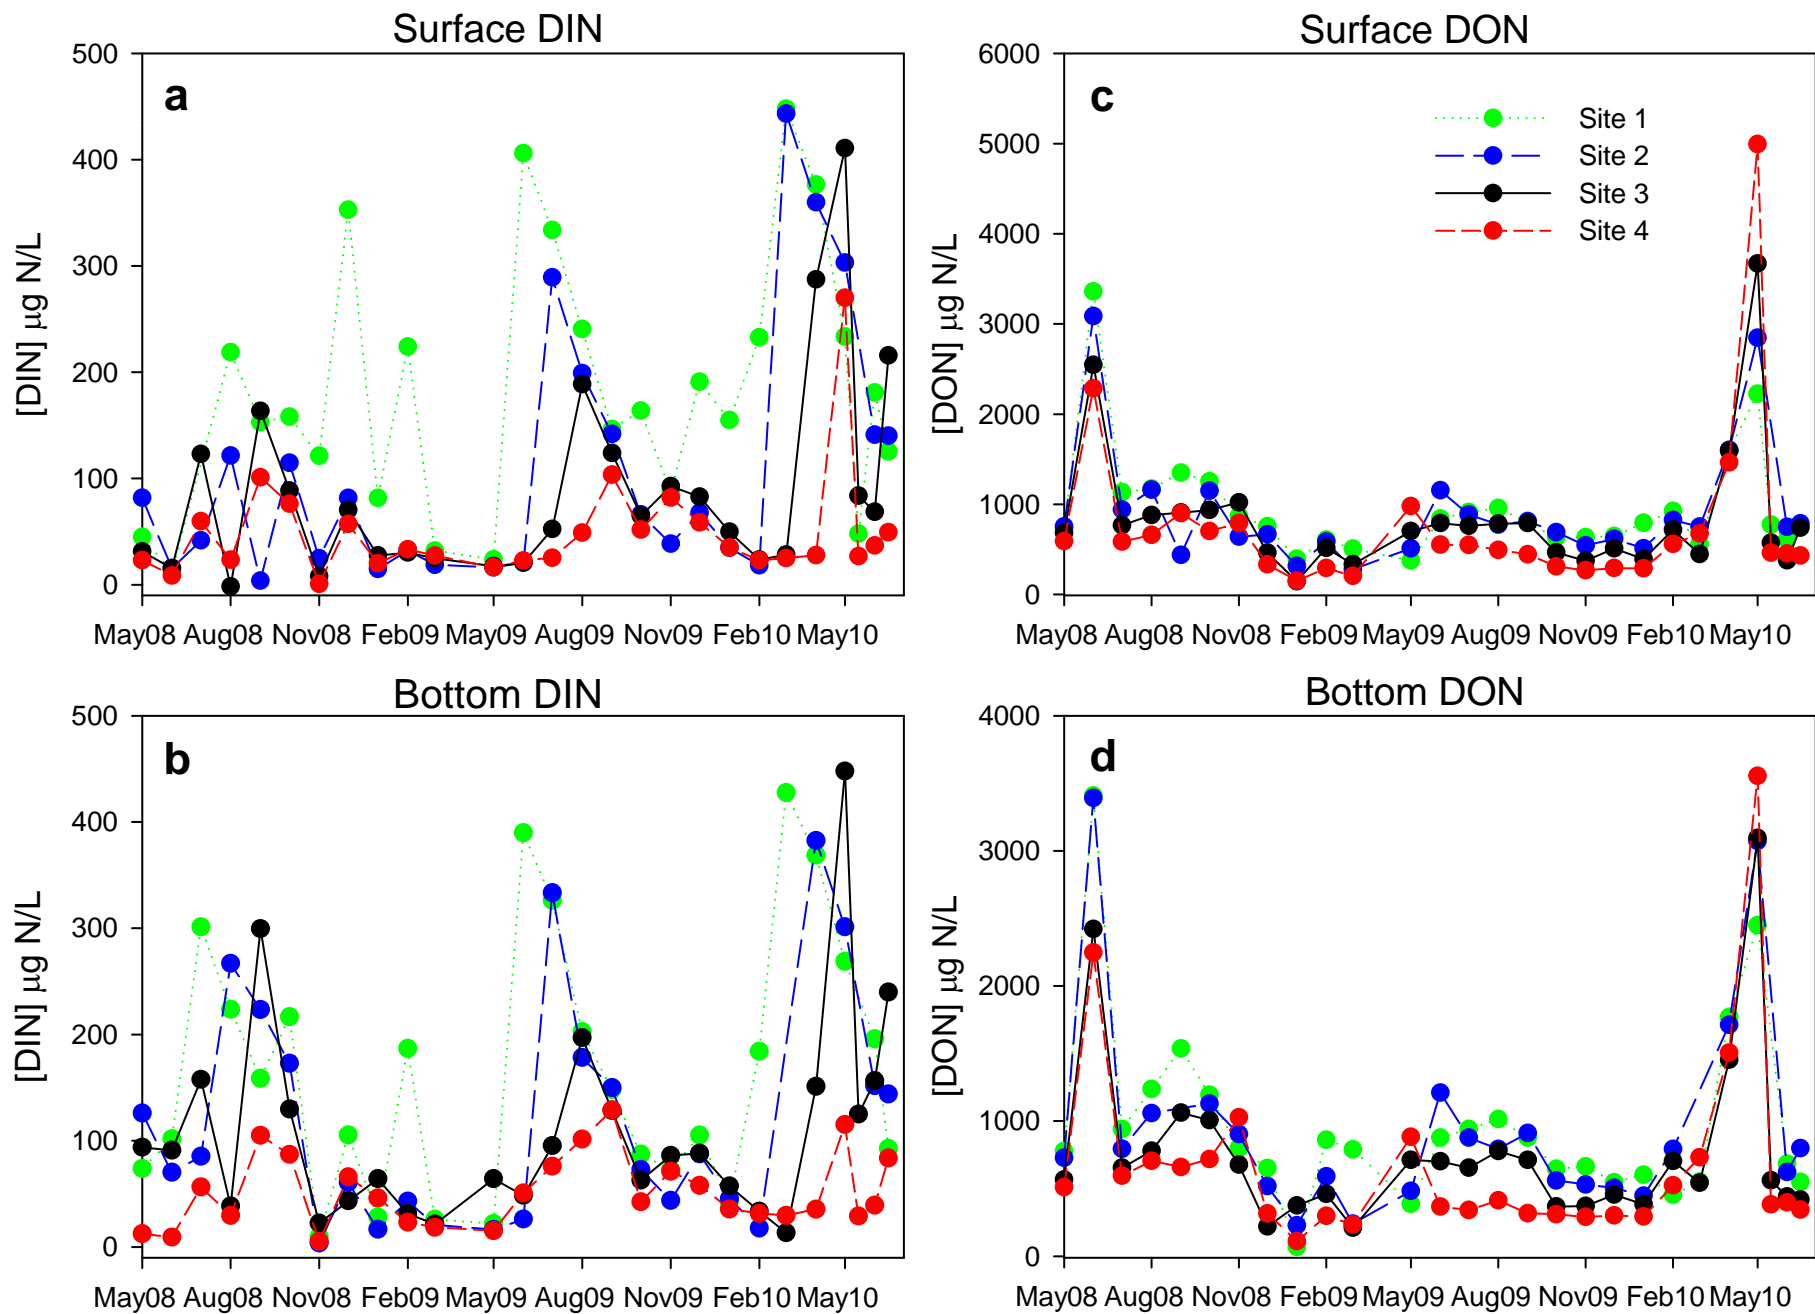 Surface DIN
a
500
400
300
200
100
0
[DIN] µg N/L
May08 Aug08 Nov08 Feb09 May09 Aug09 Nov09 Feb10 May10
Surface DON
c
6000
5000
4000
3000
2000
1000
0
[DON] µg N/L
Site 1
Site 2
Site 3
Site 4
May08 Aug08 Nov08 Feb09 May09 Aug09 Nov09 Feb10 May10
Bottom DIN
b
500
400
300
200
100
0
[DIN] µg N/L
May08 Aug08 Nov08 Feb09 May09 Aug09 Nov09 Feb10 May10
Bottom DON
d
4000
3000
2000
1000
0
[DON] µg N/L
May08 Aug08 Nov08 Feb09 May09 Aug09 Nov09 Feb10 May10